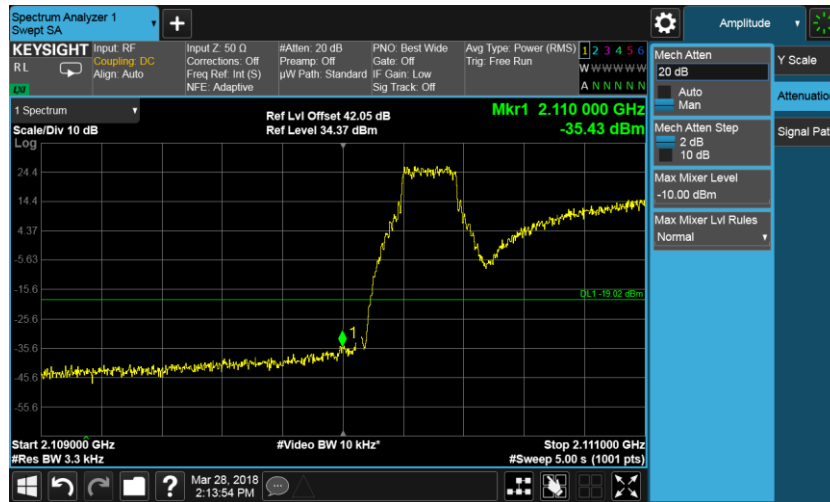 Spectrum Analyzer 1
Swept SA
+
Amplitude
KEYSIGHT
RL
LXI
Input: RF
Coupling: DC
Align: Auto
Input Z: 50 Ω
Corrections: Off
Freq Ref: Int (S)
NFE: Adaptive
#Atten: 20 dB
Preamp: Off
µW Path: Standard
PNO: Best Wide
Gate: Off
IF Gain: Low
Sig Track: Off
Avg Type: Power (RMS)
Trig: Free Run
1 2 3 4 5 6
W W W W W W
A N N N N N
1 Spectrum
Scale/Div 10 dB
Log
Ref Lvl Offset 42.05 dB
Ref Level 34.37 dBm
Mkr1 2.110 000 GHz
-35.43 dBm
24.4
14.4
4.37
-5.63
-15.6
-25.6
-35.6
-45.6
-55.6
DL1 -19.02 dBm
1
Start 2.109000 GHz
#Res BW 3.3 kHz
#Video BW 10 kHz*
Stop 2.111000 GHz
#Sweep 5.00 s (1001 pts)
Mech Atten
20 dB
Auto
Man
Mech Atten Step
2 dB
10 dB
Max Mixer Level
-10.00 dBm
Max Mixer Lvl Rules
Normal
Y Scale
Attenuation
Signal Pat
?
Mar 28, 2018
2:13:54 PM